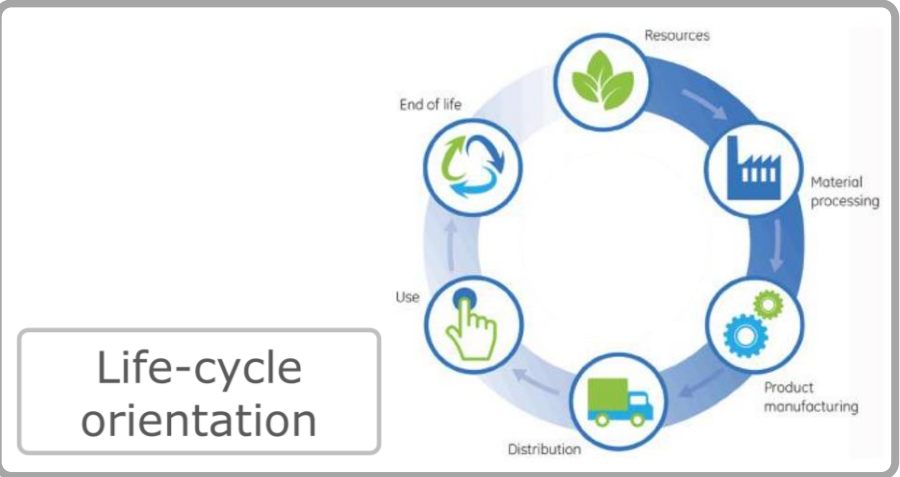 Resources
End of life
Material
processing
Use
Product
manufacturing
Distribution
Life-cycle
orientation